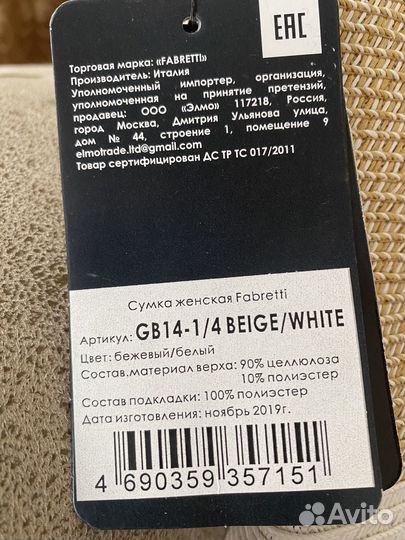 EAC
Торговая марка: «FABRETTI»
Производитель: Италия
Уполномоченный импортер, организация,
уполномоченная на принятие претензий,
продавец: ООО «Элмо» 117218, Россия,
город Москва, Дмитрия Ульянова улица,
дом № 44, строение 1, помещение 9
elmotrade.ltd@gmail.com
Товар сертифицирован ДС ТР ТС 017/2011
Сумка женская Fabretti
Артикул: GB14-1/4 BEIGE/WHITE
Цвет: бежевый/белый
Состав.материал верха: 90% целлюлоза
10% полиэстер
Состав подкладки: 100% полиэстер
Дата изготовления: ноябрь 2019г.
4 690359 357151
Avito